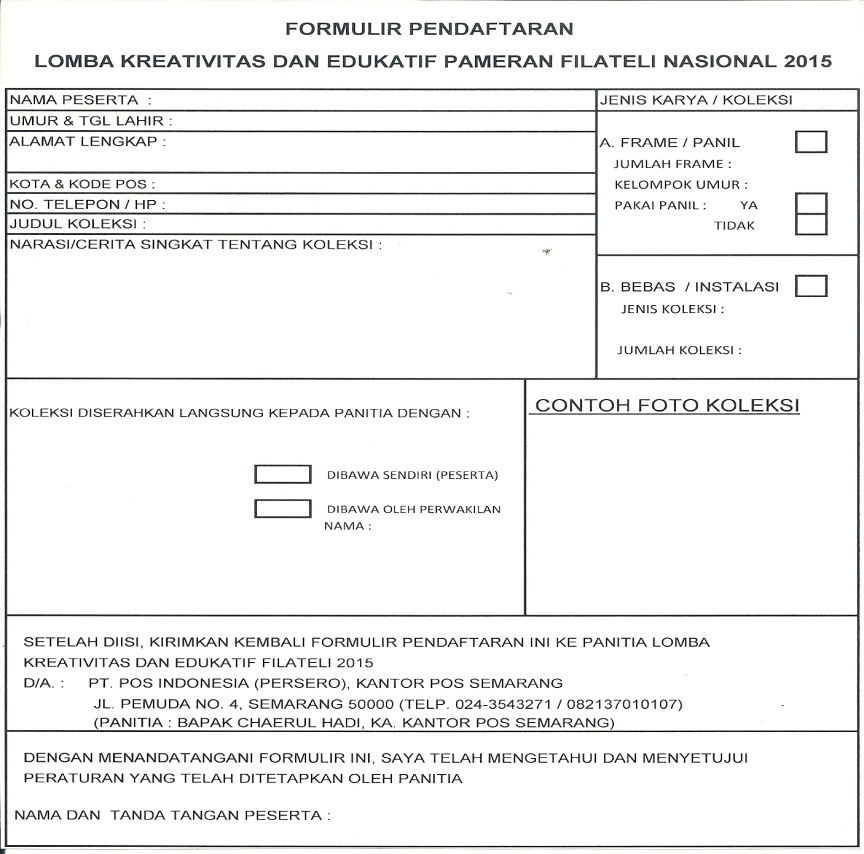 FORMULIR PENDAFTARAN
LOMBA KREATIVITAS DAN EDUKATIF PAMERAN FILATELI NASIONAL 2015
NAMA PESERTA :
UMUR & TGL LAHIR :
ALAMAT LENGKAP :
KOTA & KODE POS :
NO. TELEPON / HP :
JUDUL KOLEKSI :
NARASI/CERITA SINGKAT TENTANG KOLEKSI :
JENIS KARYA / KOLEKSI
A. FRAME / PANIL
JUMLAH FRAME :
KELOMPOK UMUR :
PAKAI PANIL : YA
TIDAK
B. BEBAS / INSTALASI
JENIS KOLEKSI :
JUMLAH KOLEKSI :
KOLEKSI DISERAHKAN LANGSUNG KEPADA PANITIA DENGAN :
DIBAWA SENDIRI (PESERTA)
DIBAWA OLEH PERWAKILAN
NAMA :
CONTOH FOTO KOLEKSI
SETELAH DIISI, KIRIMKAN KEMBALI FORMULIR PENDAFTARAN INI KE PANITIA LOMBA
KREATIVITAS DAN EDUKATIF FILATELI 2015
D/A. : PT. POS INDONESIA (PERSERO), KANTOR POS SEMARANG
JL. PEMUDA NO. 4, SEMARANG 50000 (TELP. 024-3543271 / 082137010107)
(PANITIA : BAPAK CHAERUL HADI, KA. KANTOR POS SEMARANG)
DENGAN MENANDATANGANI FORMULIR INI, SAYA TELAH MENGETAHUI DAN MENYETUJUI
PERATURAN YANG TELAH DITETAPKAN OLEH PANITIA
NAMA DAN TANDA TANGAN PESERTA :